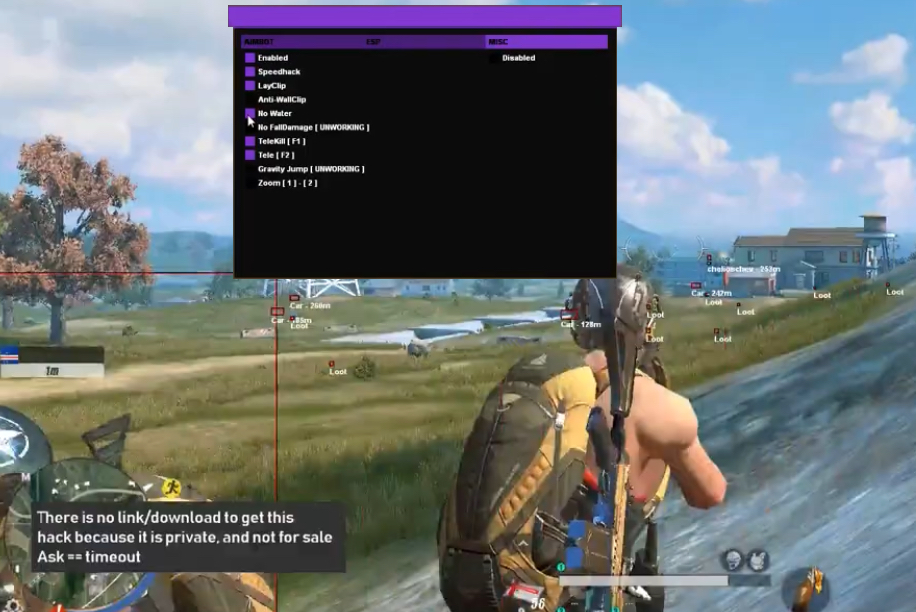 AIMBOT ESP MISC
Enabled Disabled
Speedhack
LayClip
Anti-WallClip
No Water
No FallDamage [ UNWORKING ]
TeleKill [ F1 ]
Tele [ F2 ]
Gravity Jump [ UNWORKING ]
Zoom [ 1 ] - [ 2 ]
Car - 242m
Loot
Loot
Loot
Car - 260m
Loot
Loot
Car - 128m
Loot
Loot
Loot
Loot
1m
There is no link/download to get this
hack because it is private, and not for sale
Ask == timeout
56